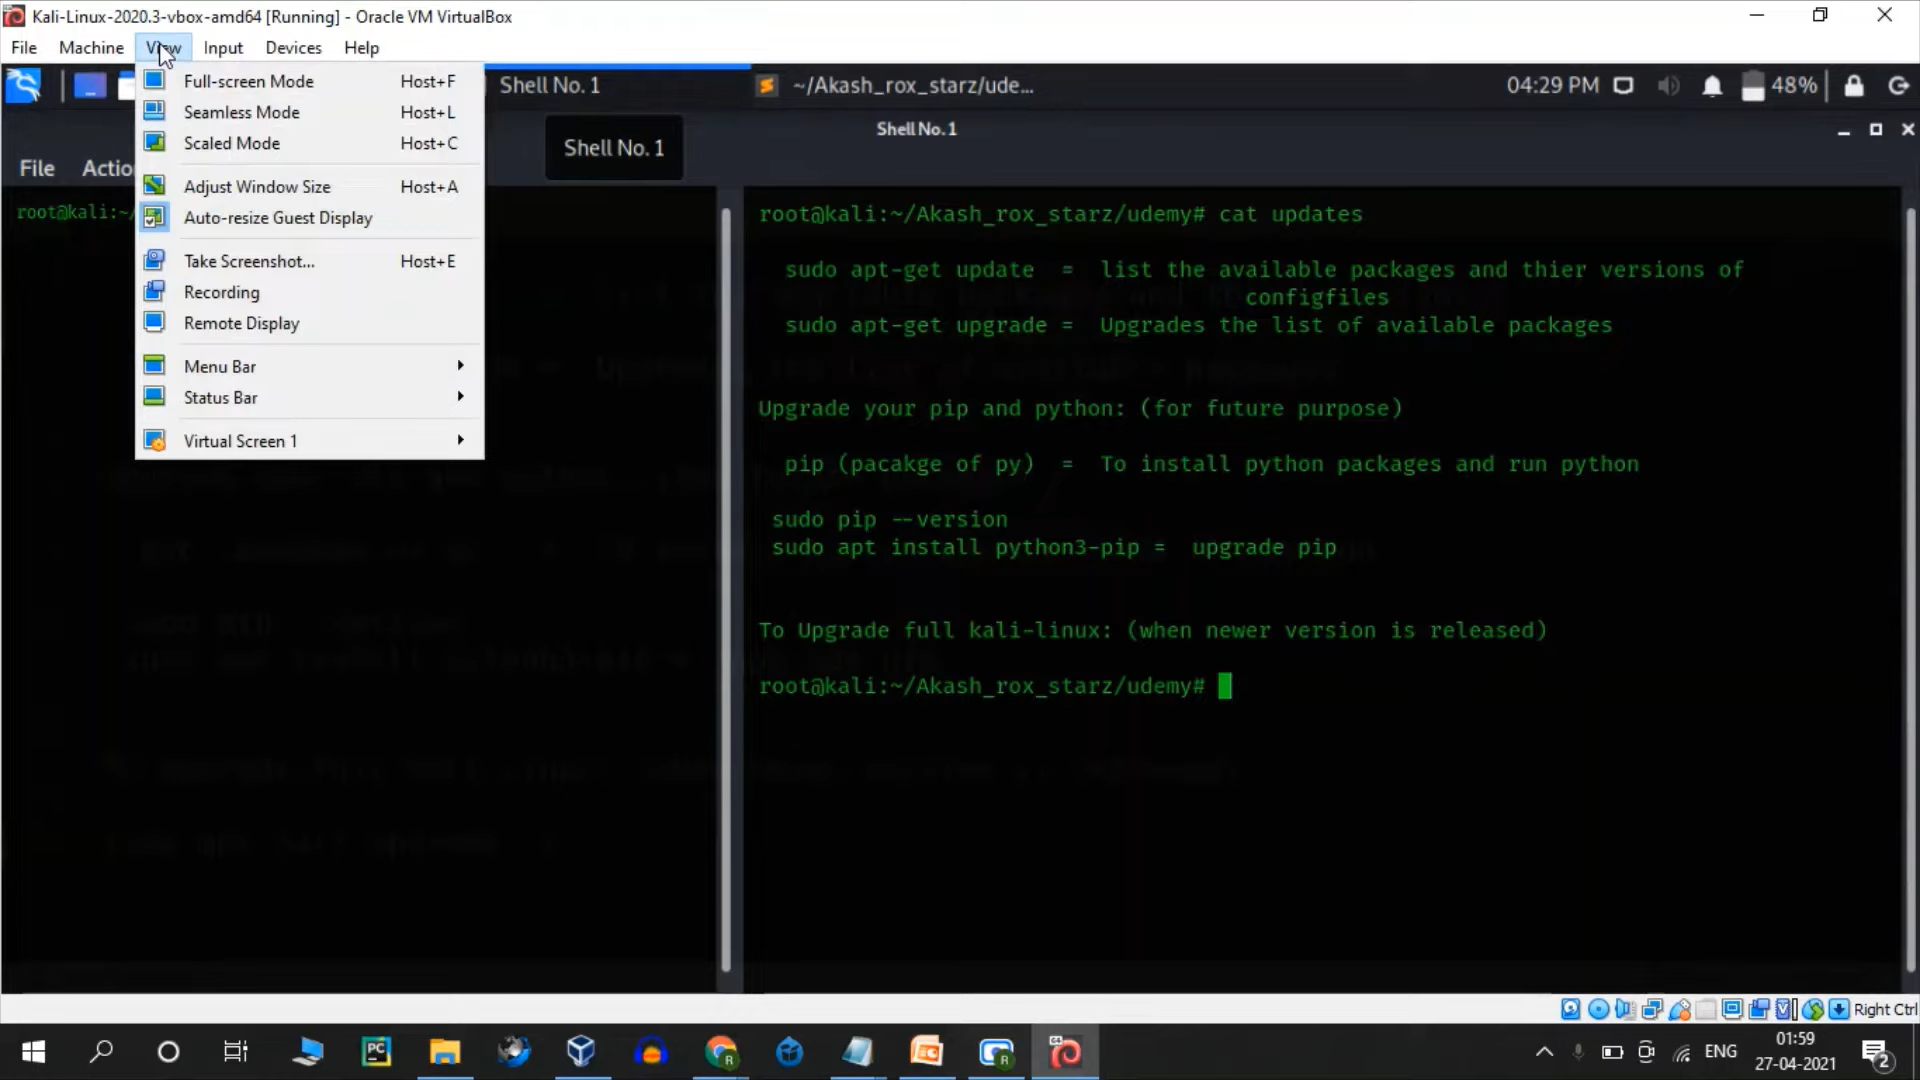 Kali-Linux-2020.3-vbox-amd64 [Running] - Oracle VM VirtualBox
File Machine View Input Devices Help
Shell No. 1
~/Akash_rox_starz/ude...
04:29 PM
48%
Full-screen Mode Host+F
Seamless Mode Host+L
Scaled Mode Host+C
Adjust Window Size Host+A
Auto-resize Guest Display
Take Screenshot... Host+E
Recording
Remote Display
Menu Bar
Status Bar
Virtual Screen 1
Shell No. 1
Shell No. 1
File Action
root@kali:~/
root@kali:~/Akash_rox_starz/udemy# cat updates
sudo apt-get update = list the available packages and thier versions of
configfiles
sudo apt-get upgrade = Upgrades the list of available packages
Upgrade your pip and python: (for future purpose)
pip (pacakge of py) = To install python packages and run python
sudo pip --version
sudo apt install python3-pip = upgrade pip
To Upgrade full kali-linux: (when newer version is released)
root@kali:~/Akash_rox_starz/udemy#
Right Ctrl
ENG
01:59
27-04-2021
2